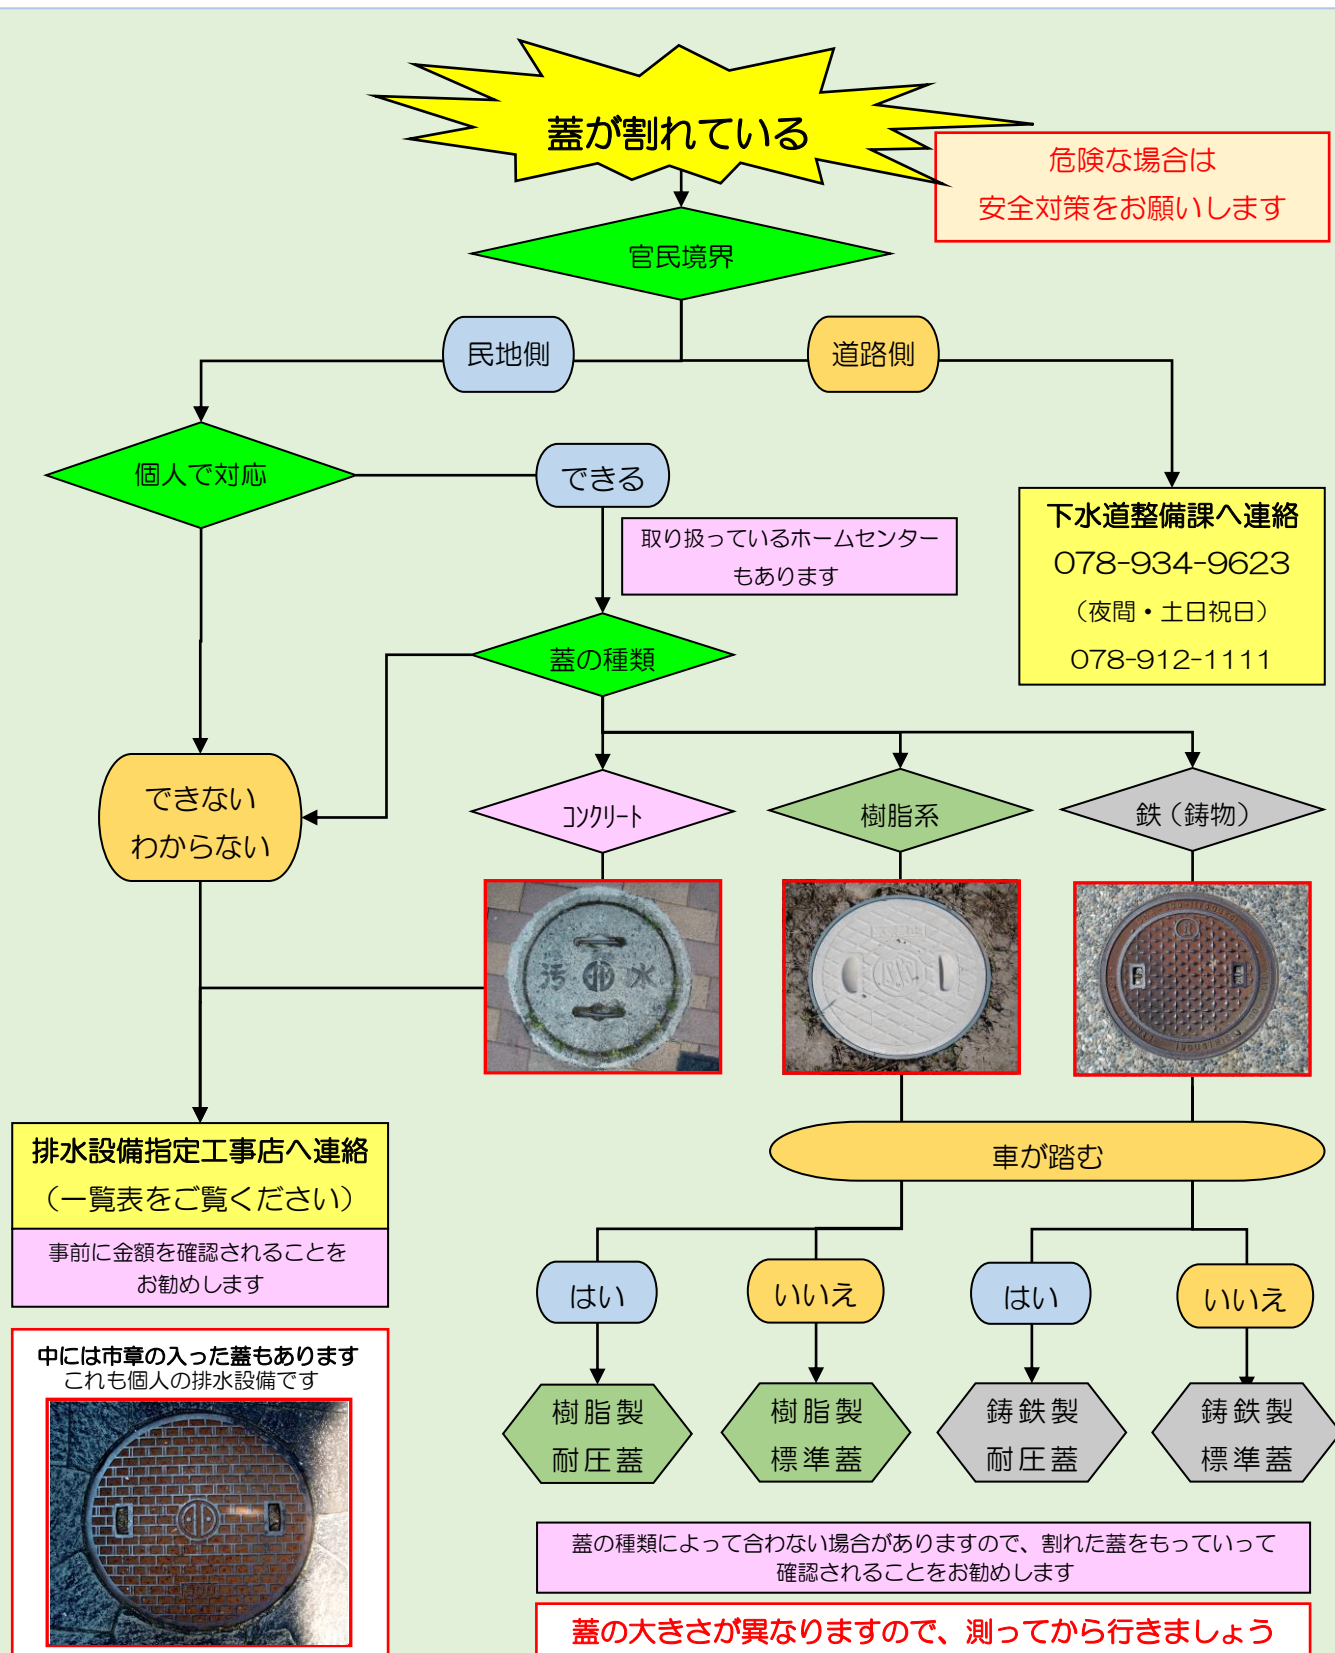 蓋が割れている
危険な場合は
安全対策をお願いします
官民境界
民地側
道路側
個人で対応
できる
取り扱っているホームセンター
もあります
下水道整備課へ連絡
078-934-9623
（夜間・土日祝日）
078-912-1111
蓋の種類
できない
わからない
コンクリート
樹脂系
鉄（鋳物）
汚 水
排水設備指定工事店へ連絡
（一覧表をご覧ください）
事前に金額を確認されることを
お勧めします
車が踏む
はい
いいえ
はい
いいえ
樹脂製
耐圧蓋
樹脂製
標準蓋
鋳鉄製
耐圧蓋
鋳鉄製
標準蓋
中には市章の入った蓋もあります
これも個人の排水設備です
蓋の種類によって合わない場合がありますので、割れた蓋をもっていって
確認されることをお勧めします
蓋の大きさが異なりますので、測ってから行きましょう